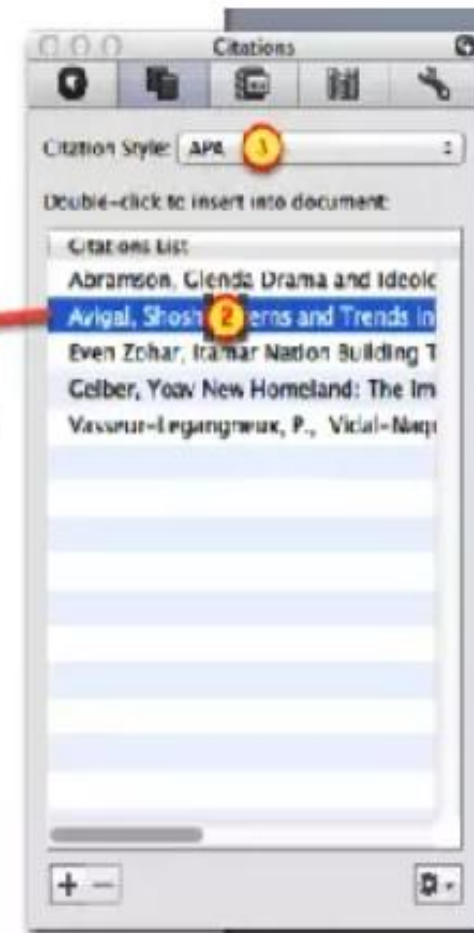 Citations
Citation Style: APA
Double-click to insert into document:
Citations List
Abramson, Glenda Drama and Ideolo
Avigal, Shosh 2 erns and Trends in
Even Zohar, Itamar Nation Building T
Gelber, Yoav New Homeland: The Im
Vasseur-Legangneux, P., Vidal-Naqu